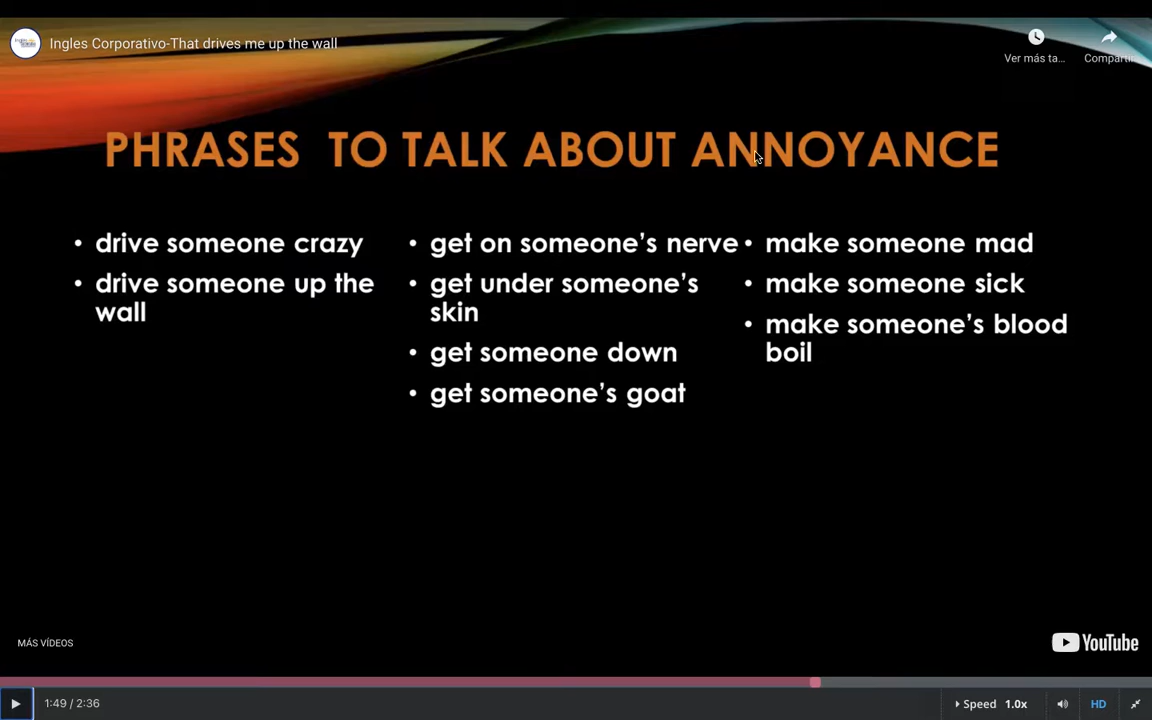 Ingles Corporativo-That drives me up the wall
Ver más ta...
Compartir
PHRASES TO TALK ABOUT ANNOYANCE
• drive someone crazy
• drive someone up the
wall
• get on someone's nerve
• get under someone's
skin
• get someone down
• get someone's goat
• make someone mad
• make someone sick
• make someone's blood
boil
MÁS VÍDEOS
YouTube
1:49 / 2:36
Speed 1.0x
HD